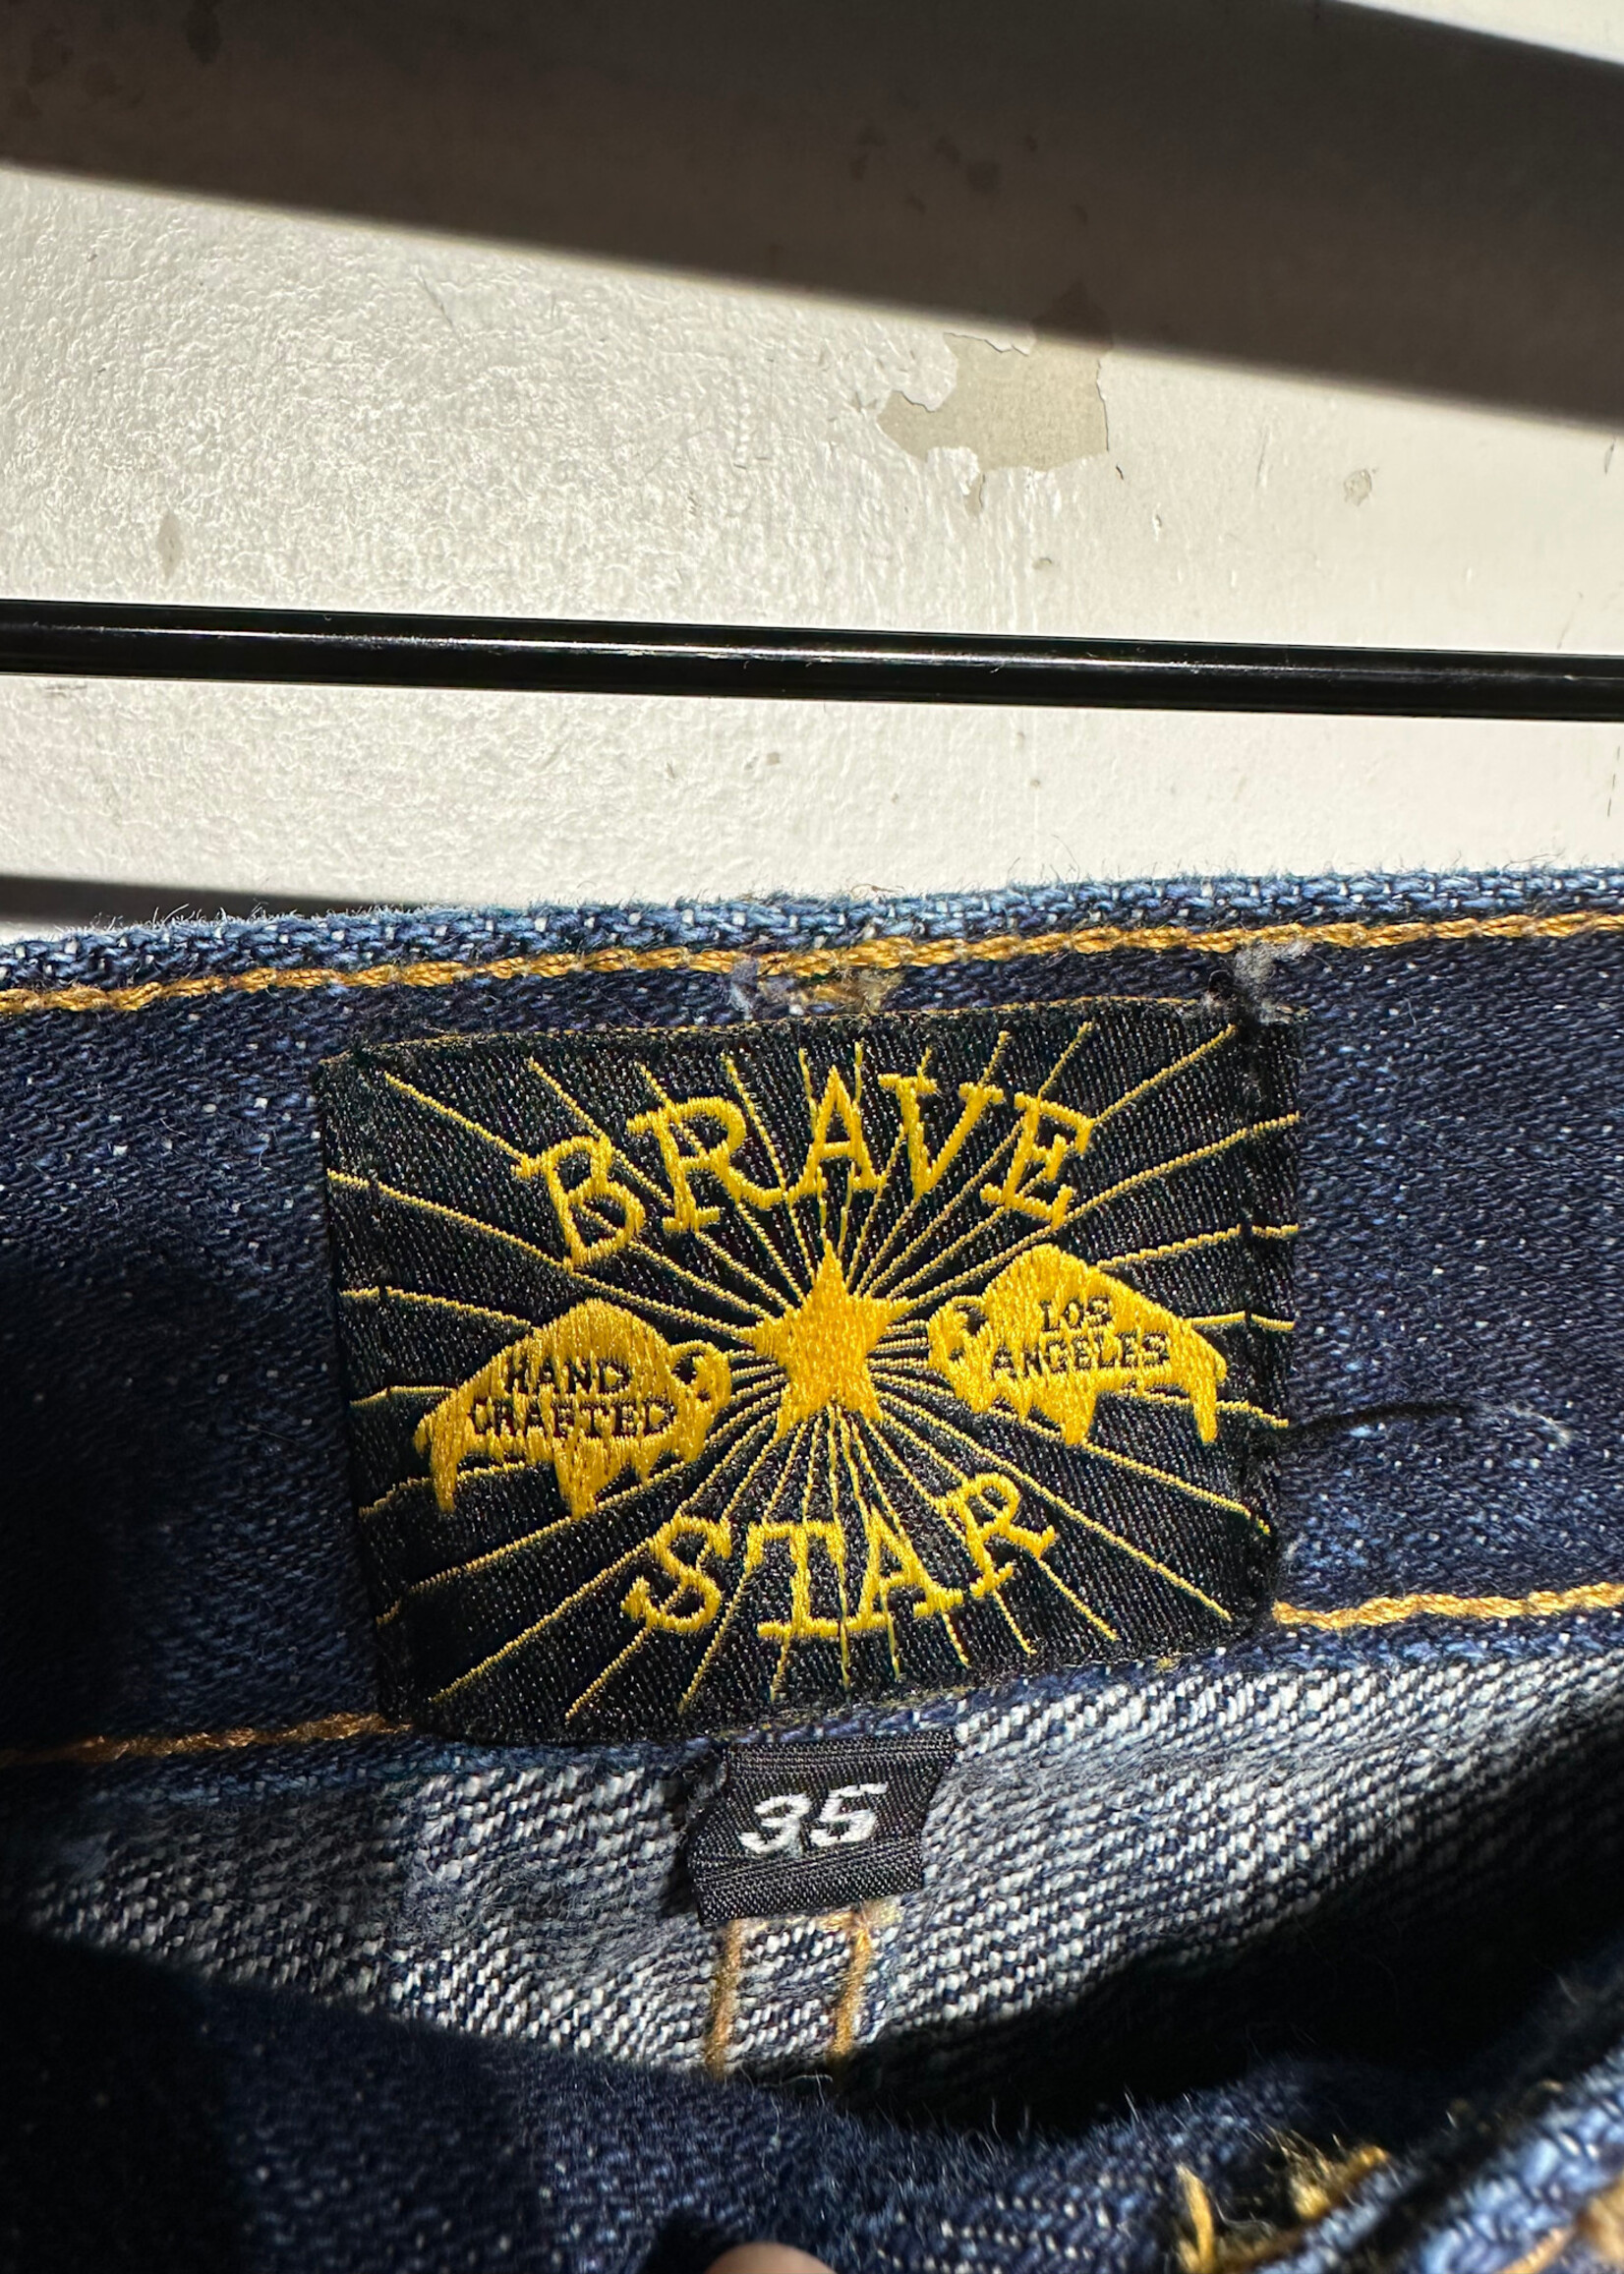 BRAVE
HAND
CRAFTED
LOS
ANGELES
STAR
35